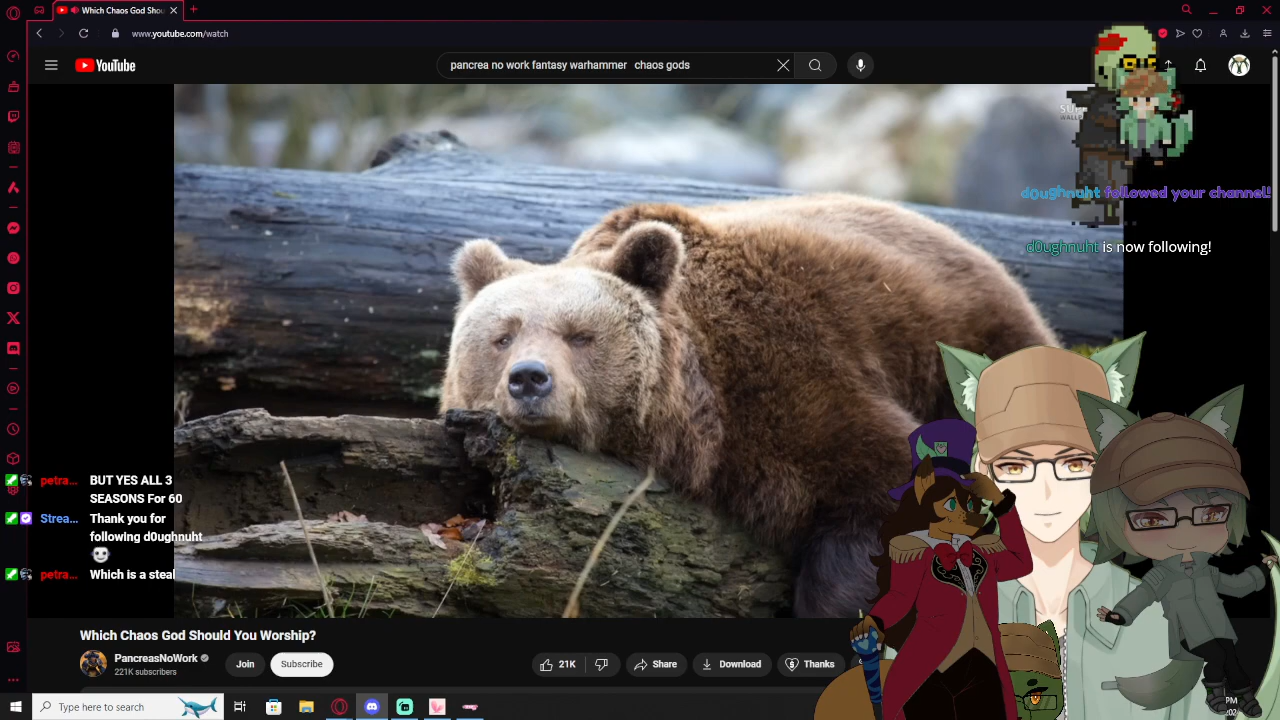 Which Chaos God Shou
www.youtube.com/watch
YouTube
pancrea no work fantasy warhammer chaos gods
d0ughnuht followed your channel!
d0ughnuht is now following!
petra... BUT YES ALL 3
SEASONS For 60
Strea... Thank you for
following d0ughnuht
petra... Which is a steal
Which Chaos God Should You Worship?
PancreasNoWork
221K subscribers
Join
Subscribe
21K
Share
Download
Thanks
Type here to search
PM